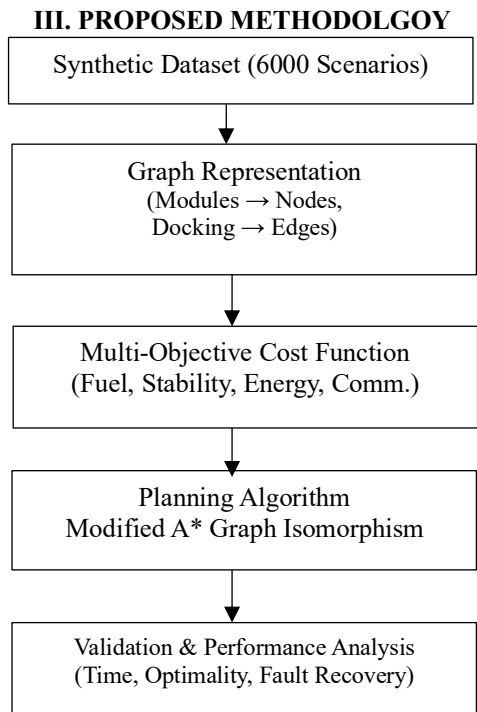 III. PROPOSED METHODOLGOY
Synthetic Dataset (6000 Scenarios)
Graph Representation
(Modules → Nodes,
Docking → Edges)
Multi-Objective Cost Function
(Fuel, Stability, Energy, Comm.)
Planning Algorithm
Modified A* Graph Isomorphism
Validation & Performance Analysis
(Time, Optimality, Fault Recovery)